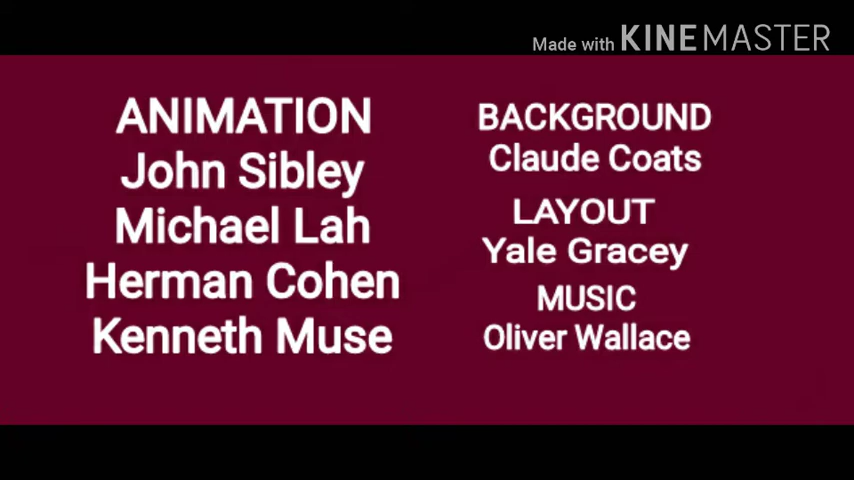 Made with KINEMASTER
ANIMATION
John Sibley
Michael Lah
Herman Cohen
Kenneth Muse
BACKGROUND
Claude Coats
LAYOUT
Yale Gracey
MUSIC
Oliver Wallace